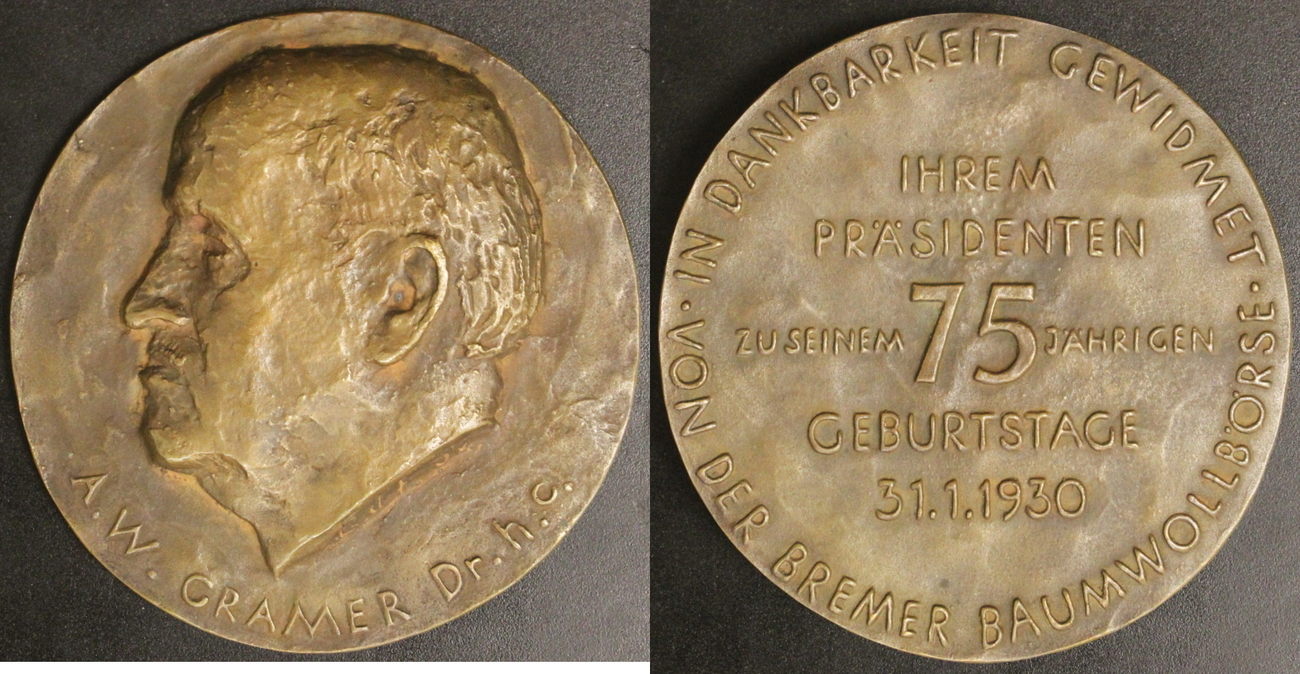 A. W. CRAMER Dr. h. c.
IN DANKBARKEIT GEWIDMET · VON DER BREMER BAUMWOLLBÖRSE ·
IHREM
PRÄSIDENTEN
ZU SEINEM 75 JÄHRIGEN
GEBURTSTAGE
31.1.1930